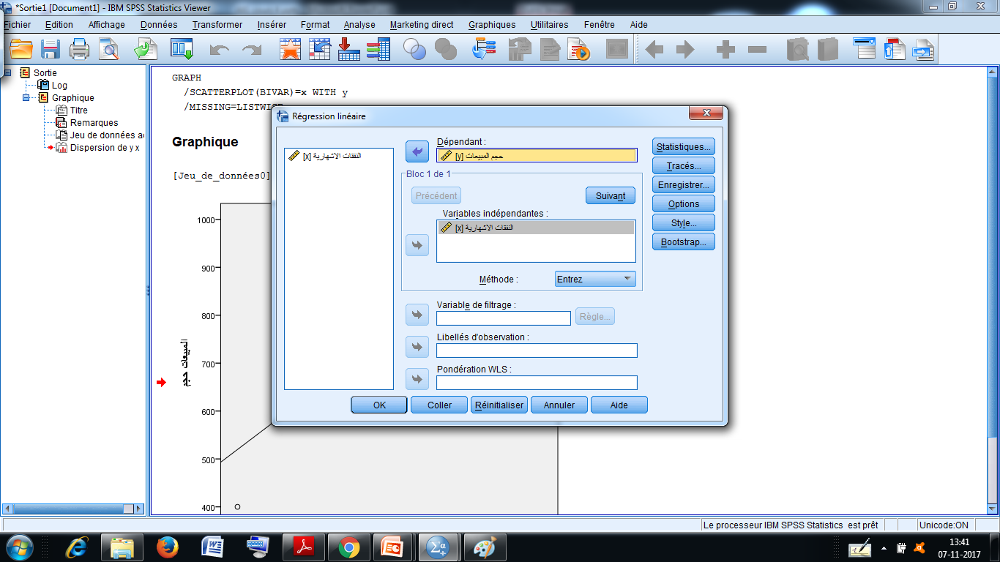 *Sortie1 [Document1] - IBM SPSS Statistics Viewer
Fichier Edition Affichage Données Transformer Insérer Format Analyse Marketing direct Graphiques Utilitaires Fenêtre Aide
Sortie
Log
Graphique
Titre
Remarques
Jeu de données ac
Dispersion de y x
GRAPH
/SCATTERPLOT(BIVAR)=x WITH y
/MISSING=LISTWISE
Graphique
[Jeu_de_données0]
1000
900
800
700
600
500
400
حجم المبيعات
Régression linéaire
النفقات الاشهارية [x]
Dépendant :
حجم المبيعات [y]
Bloc 1 de 1
Précédent
Suivant
Variables indépendantes :
النفقات الاشهارية [x]
Méthode :
Entrez
Variable de filtrage :
Règle...
Libellés d'observation :
Pondération WLS :
Statistiques...
Tracés...
Enregistrer...
Options
Style...
Bootstrap...
OK Coller Réinitialiser Annuler Aide
Le processeur IBM SPSS Statistics est prêt
Unicode:ON
13:41
07-11-2017